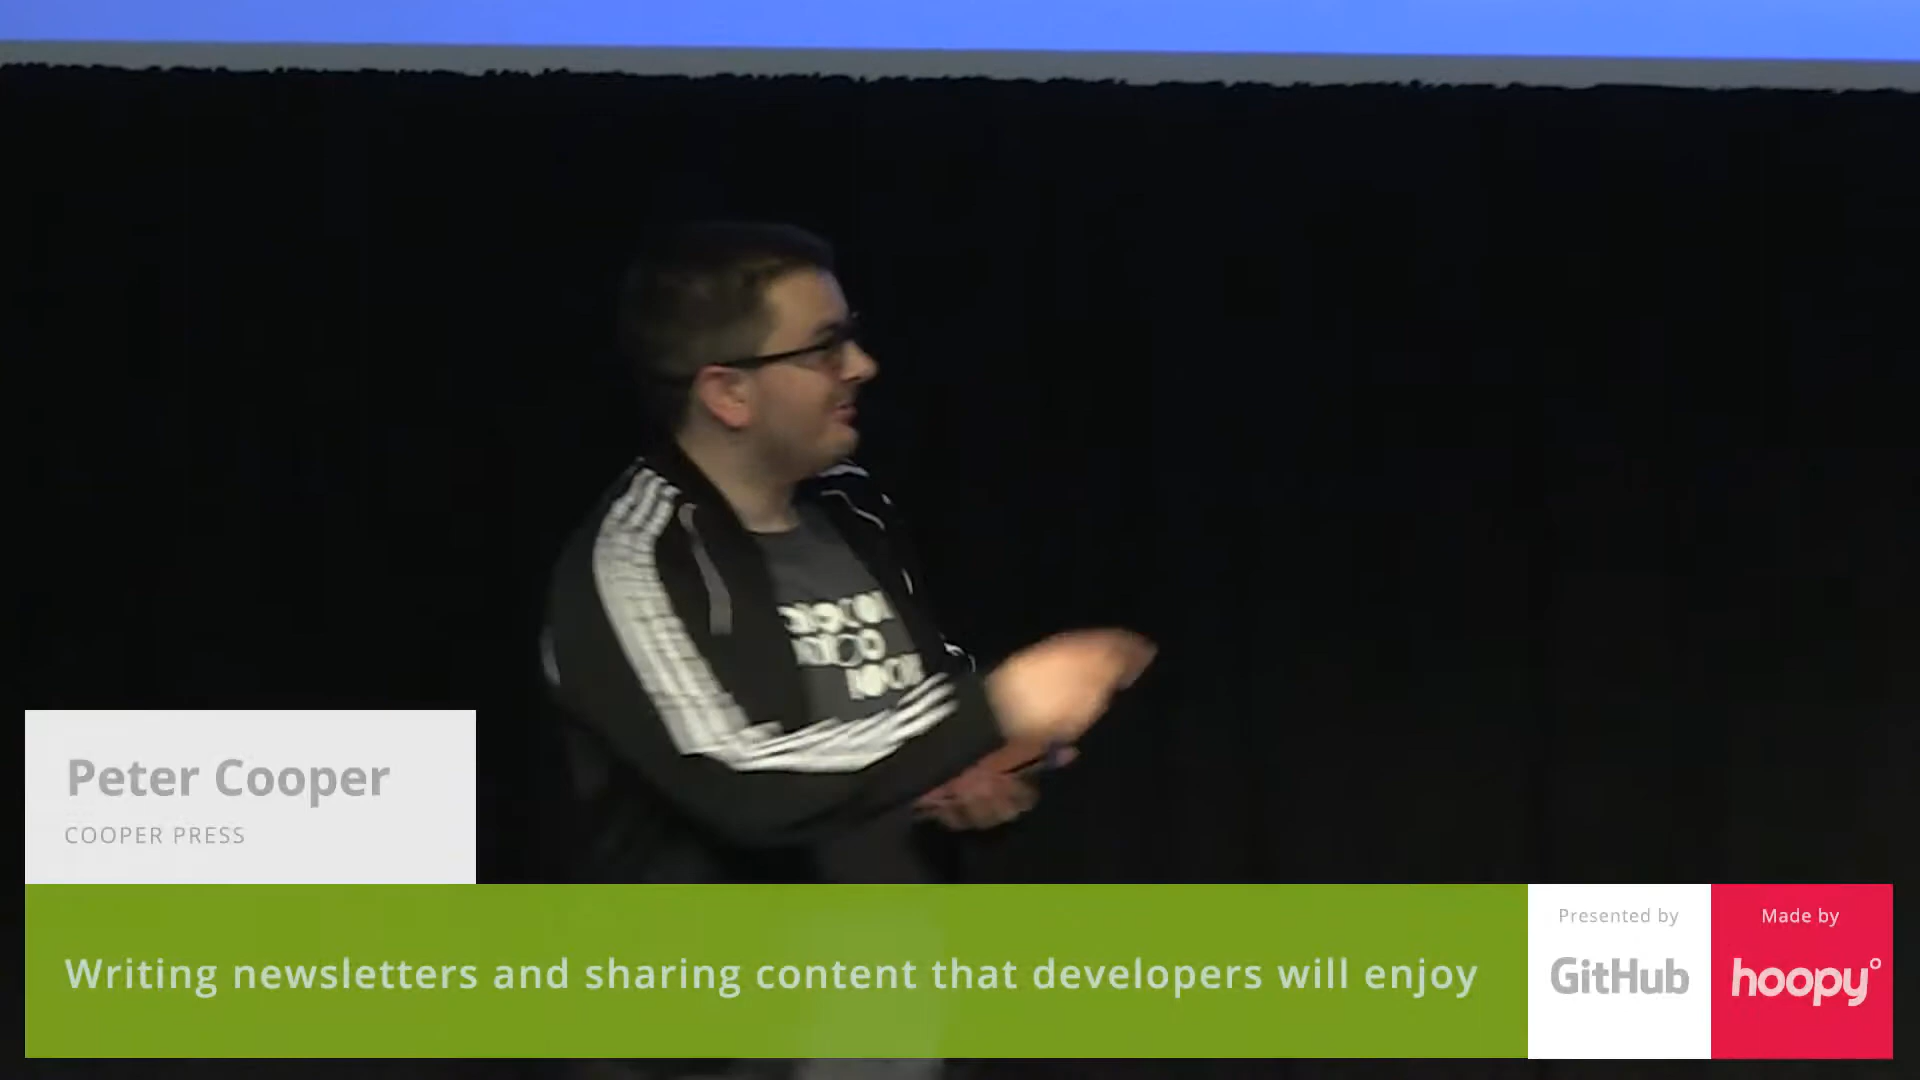 Peter Cooper
COOPER PRESS
Writing newsletters and sharing content that developers will enjoy
Presented by
GitHub
Made by
hoopy°